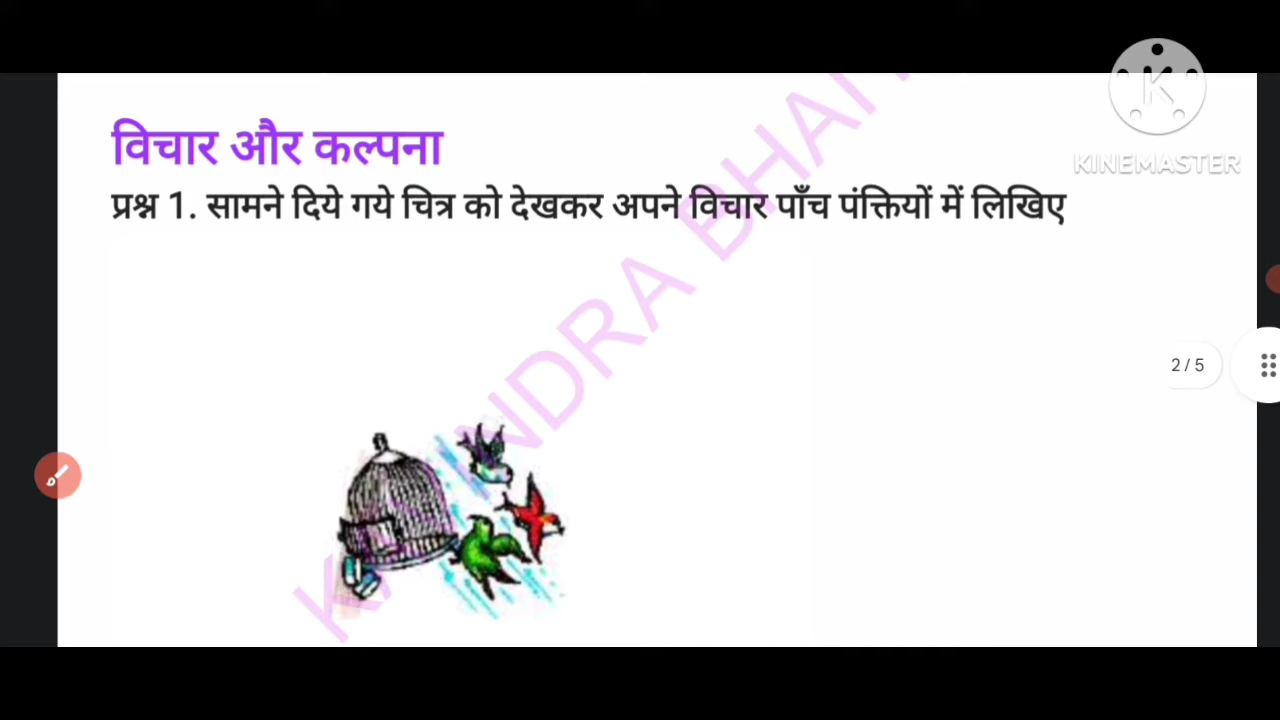 KINEMASTER
विचार और कल्पना
प्रश्न 1. सामने दिये गये चित्र को देखकर अपने विचार पाँच पंक्तियों में लिखिए
2 / 5